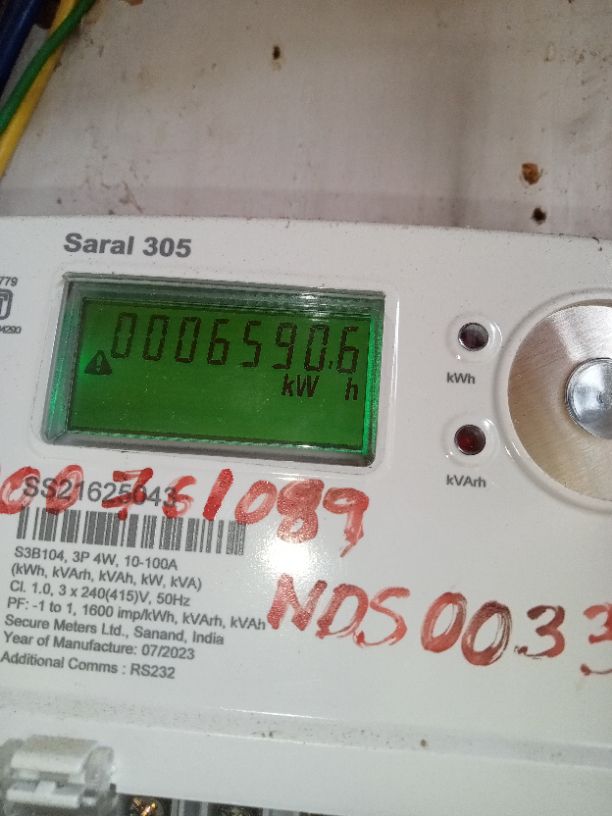 Saral 305
0006590.6
kW h
kWh
kVArh
SS21625043
S3B104, 3P 4W, 10-100A
(kWh, kVArh, kVAh, kW, kVA)
Cl. 1.0, 3 x 240(415)V, 50Hz
PF: -1 to 1, 1600 imp/kWh, kVArh, kVAh
Secure Meters Ltd., Sanand, India
Year of Manufacture: 07/2023
Additional Comms : RS232
NDS0033